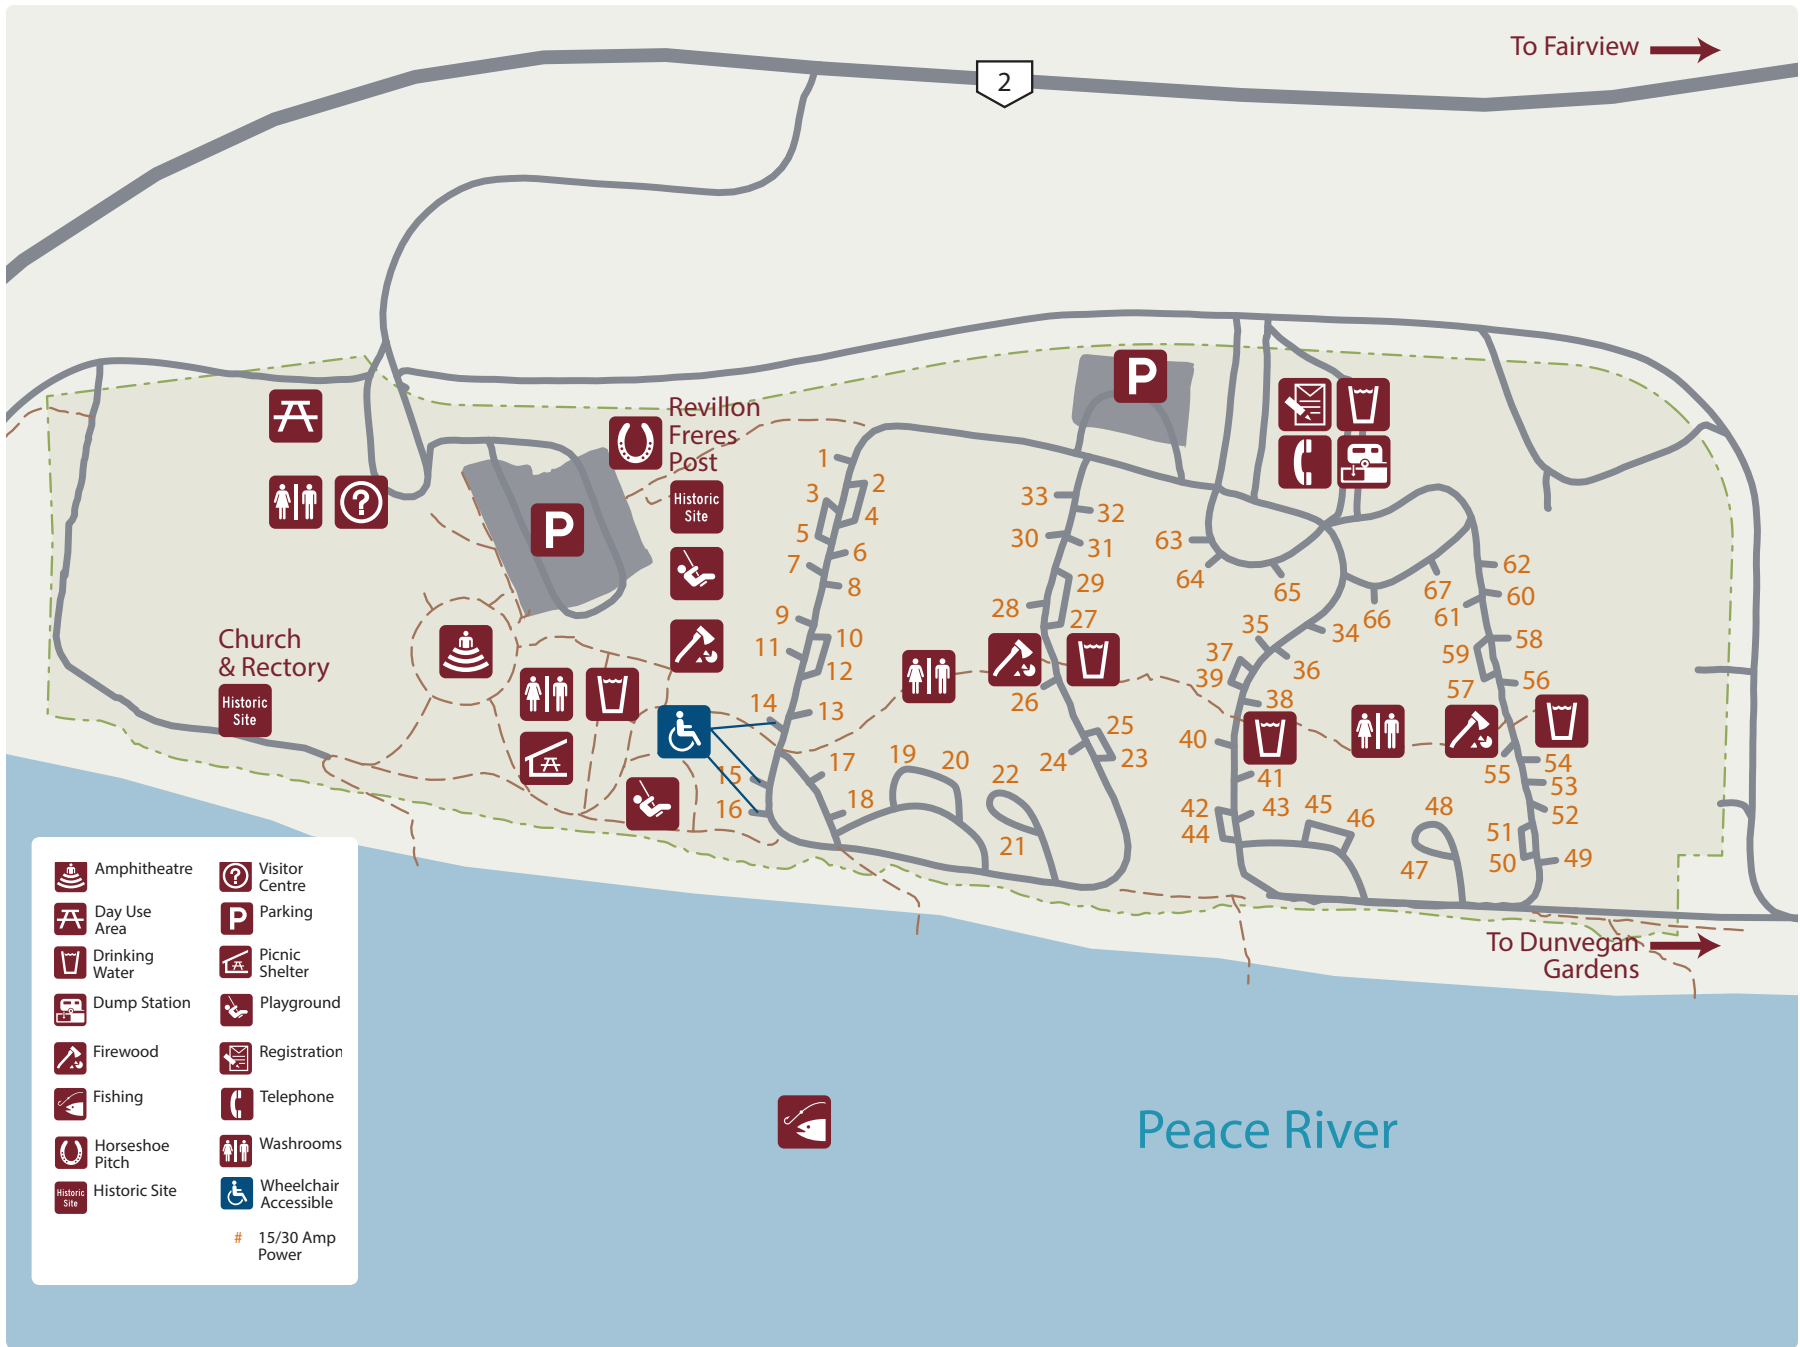 To Fairview
2
Revillon
Freres
Post
Historic
Site
Church
& Rectory
Historic
Site
P
P
?
1
2
3
4
5
6
7
8
9
10
11
12
13
14
15
16
17
18
19
20
21
22
23
24
25
26
27
28
29
30
31
32
33
34
35
36
37
38
39
40
41
42
43
44
45
46
47
48
49
50
51
52
53
54
55
56
57
58
59
60
61
62
63
64
65
66
67
To Dunvegan
Gardens
Peace River
Amphitheatre
Day Use
Area
Drinking
Water
Dump Station
Firewood
Fishing
Horseshoe
Pitch
Historic
Site
Historic Site
?
Visitor
Centre
P
Parking
Picnic
Shelter
Playground
Registration
Telephone
Washrooms
Wheelchair
Accessible
# 15/30 Amp
Power